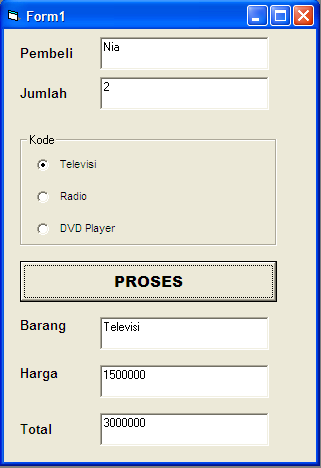 Form1
Pembeli Nia
Jumlah 2
Kode
Televisi
Radio
DVD Player
PROSES
Barang Televisi
Harga 1500000
Total 3000000